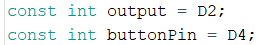 const int output = D2;
const int buttonPin = D4;